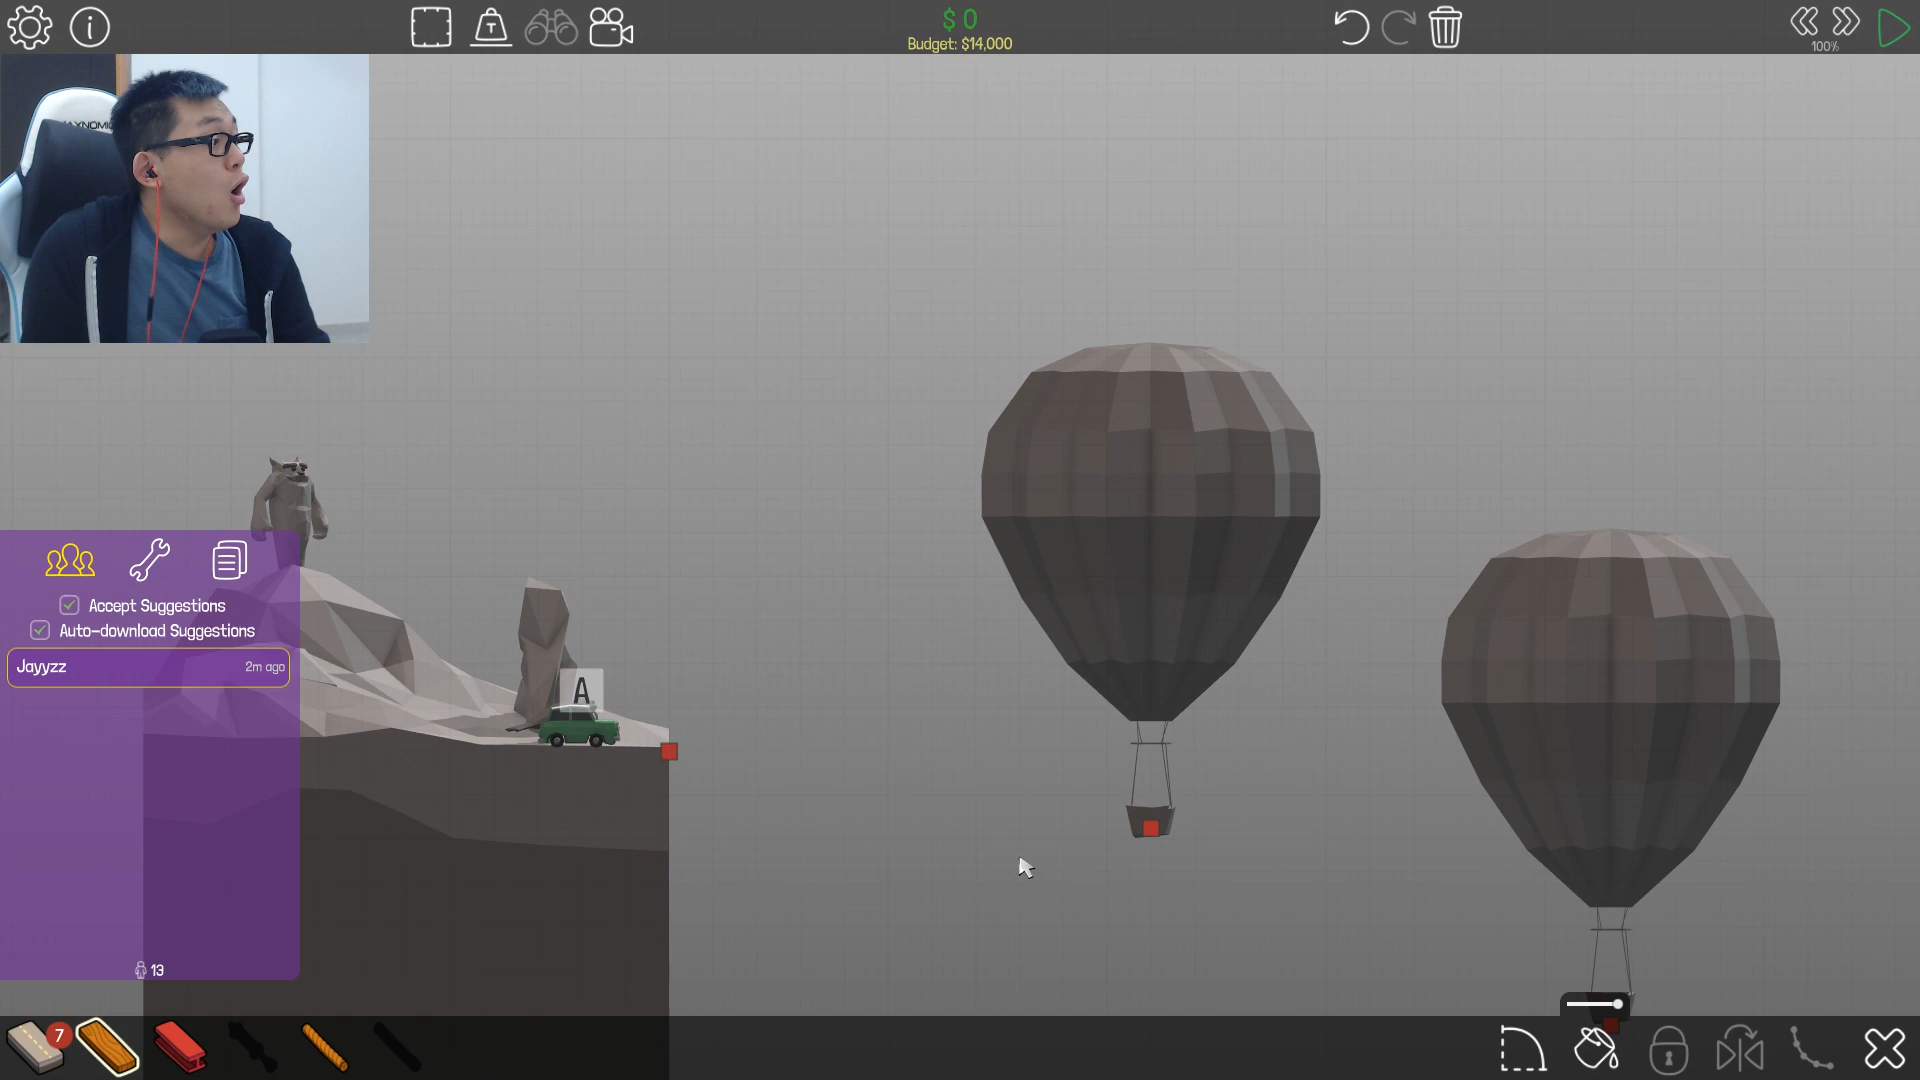 $ 0
Budget: $14,000
100%
Accept Suggestions
Auto-download Suggestions
Jayyzz 2m ago
A
13
7